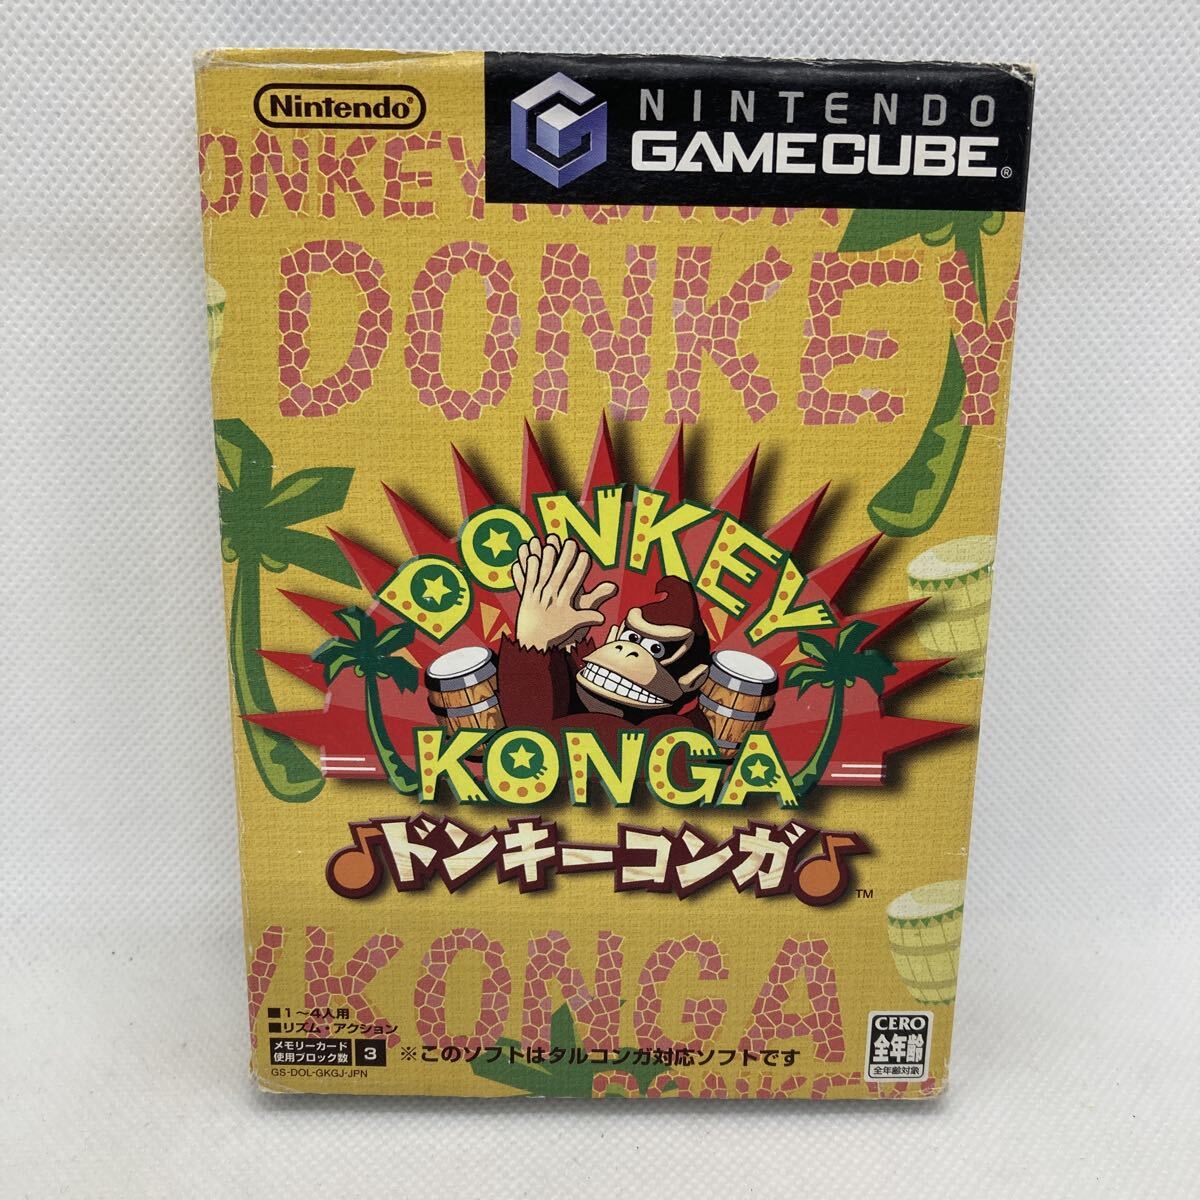 Nintendo®
NINTENDO
GAMECUBE®
ONKEY KONGA
DONKEY
DONKEY
KONGA
♪ドンキーコンガ♪
™
YKONGA
■1〜4人用
■リズム・アクション
メモリーカード
使用ブロック数 3
※このソフトはタルコンガ対応ソフトです
GS-DOL-GKGJ-JPN
CERO
全年齢
全年齢対象
DONKEY